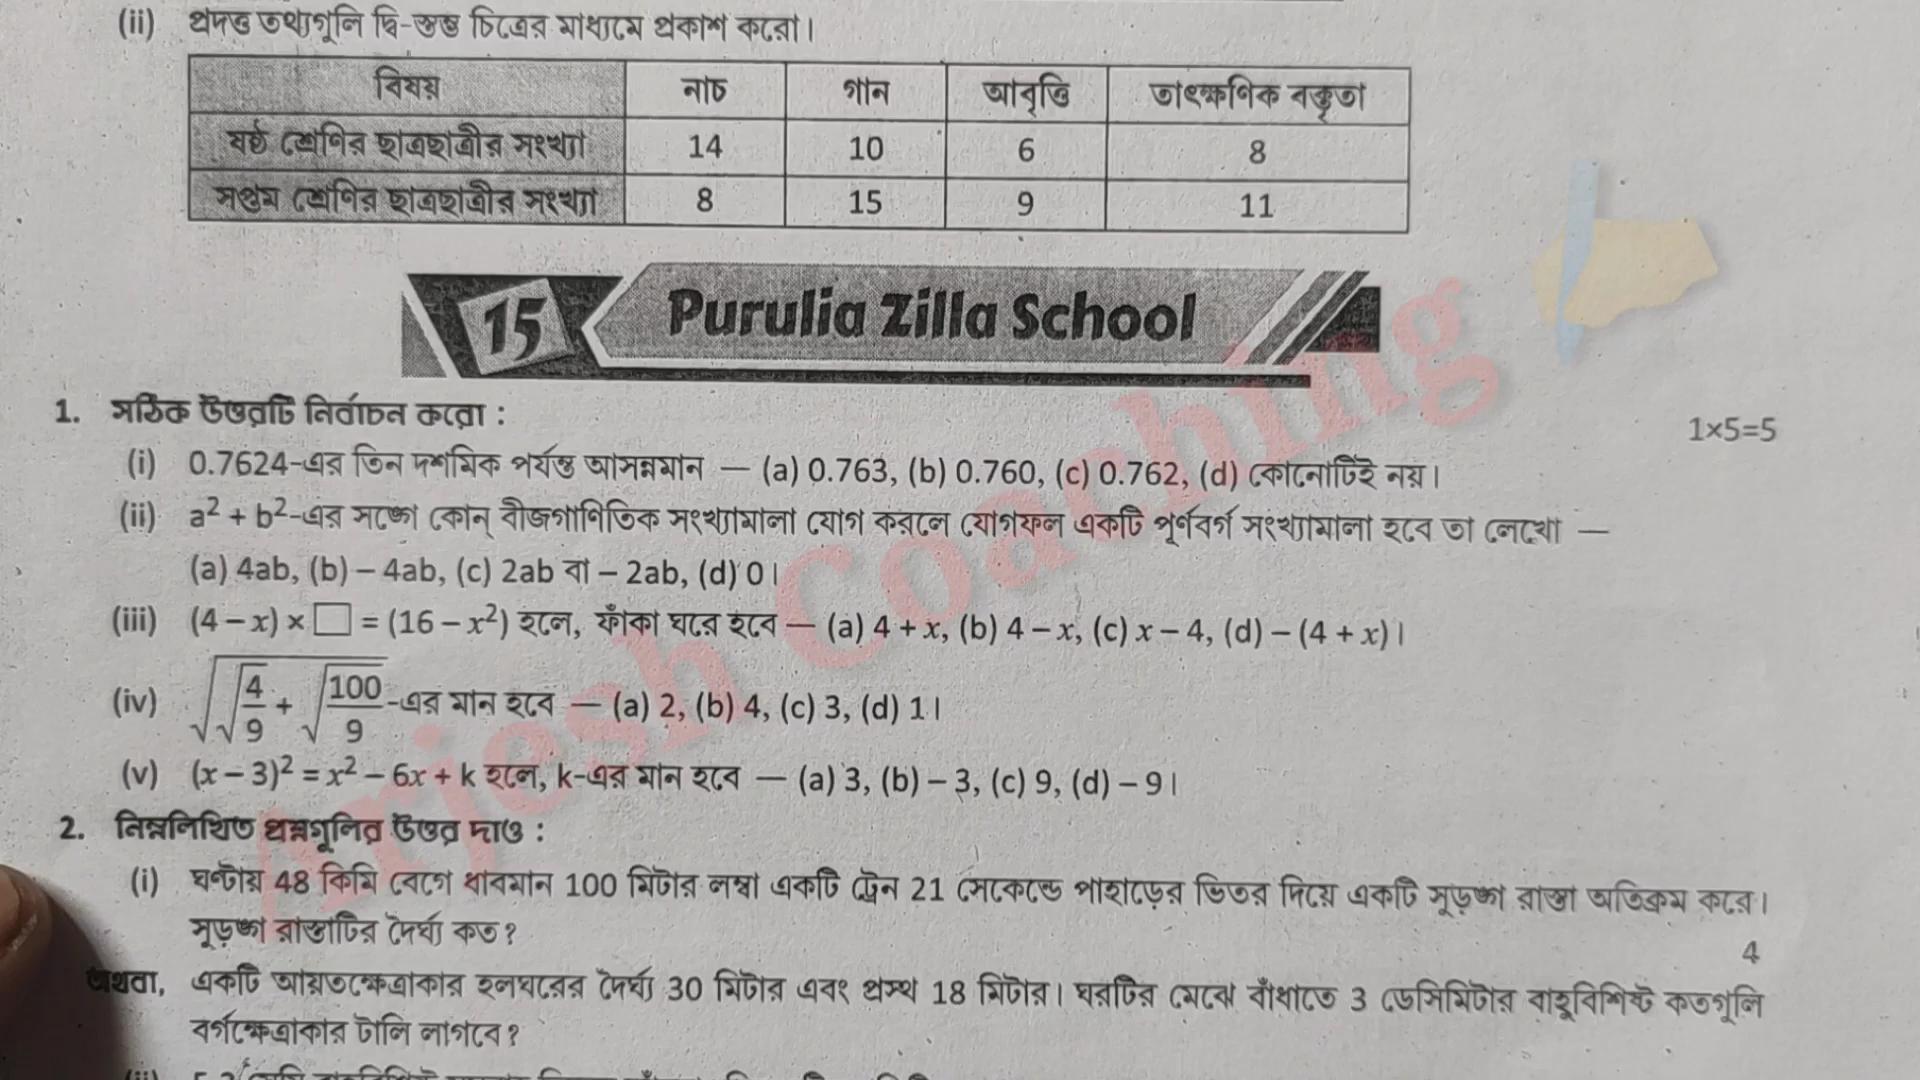 (ii) প্রদত্ত তথ্যগুলি দ্বি-স্তম্ভ চিত্রের মাধ্যমে প্রকাশ করো।
বিষয় নাচ গান আবৃত্তি তাৎক্ষণিক বক্তৃতা
ষষ্ঠ শ্রেণির ছাত্রছাত্রীর সংখ্যা 14 10 6 8
সপ্তম শ্রেণির ছাত্রছাত্রীর সংখ্যা 8 15 9 11
15 Purulia Zilla School
1. সঠিক উত্তরটি নির্বাচন করো : 1×5=5
(i) 0.7624-এর তিন দশমিক পর্যন্ত আসন্নমান — (a) 0.763, (b) 0.760, (c) 0.762, (d) কোনোটিই নয়।
(ii) a² + b²-এর সঙ্গে কোন্ বীজগাণিতিক সংখ্যামালা যোগ করলে যোগফল একটি পূর্ণবর্গ সংখ্যামালা হবে তা লেখো —
(a) 4ab, (b) – 4ab, (c) 2ab বা – 2ab, (d) 0।
(iii) (4 – x) × □ = (16 – x²) হলে, ফাঁকা ঘরে হবে — (a) 4 + x, (b) 4 – x, (c) x – 4, (d) – (4 + x)।
(iv) √(√(4/9) + √(100/9))-এর মান হবে — (a) 2, (b) 4, (c) 3, (d) 1।
(v) (x – 3)² = x² – 6x + k হলে, k-এর মান হবে — (a) 3, (b) – 3, (c) 9, (d) – 9।
2. নিম্নলিখিত প্রশ্নগুলির উত্তর দাও :
(i) ঘণ্টায় 48 কিমি বেগে ধাবমান 100 মিটার লম্বা একটি ট্রেন 21 সেকেন্ডে পাহাড়ের ভিতর দিয়ে একটি সুড়ঙ্গ রাস্তা অতিক্রম করে।
সুড়ঙ্গ রাস্তাটির দৈর্ঘ্য কত? 4
অথবা, একটি আয়তক্ষেত্রাকার হলঘরের দৈর্ঘ্য 30 মিটার এবং প্রস্থ 18 মিটার। ঘরটির মেঝে বাঁধাতে 3 ডেসিমিটার বাহুবিশিষ্ট কতগুলি
বর্গক্ষেত্রাকার টালি লাগবে?
Arjesh Coaching